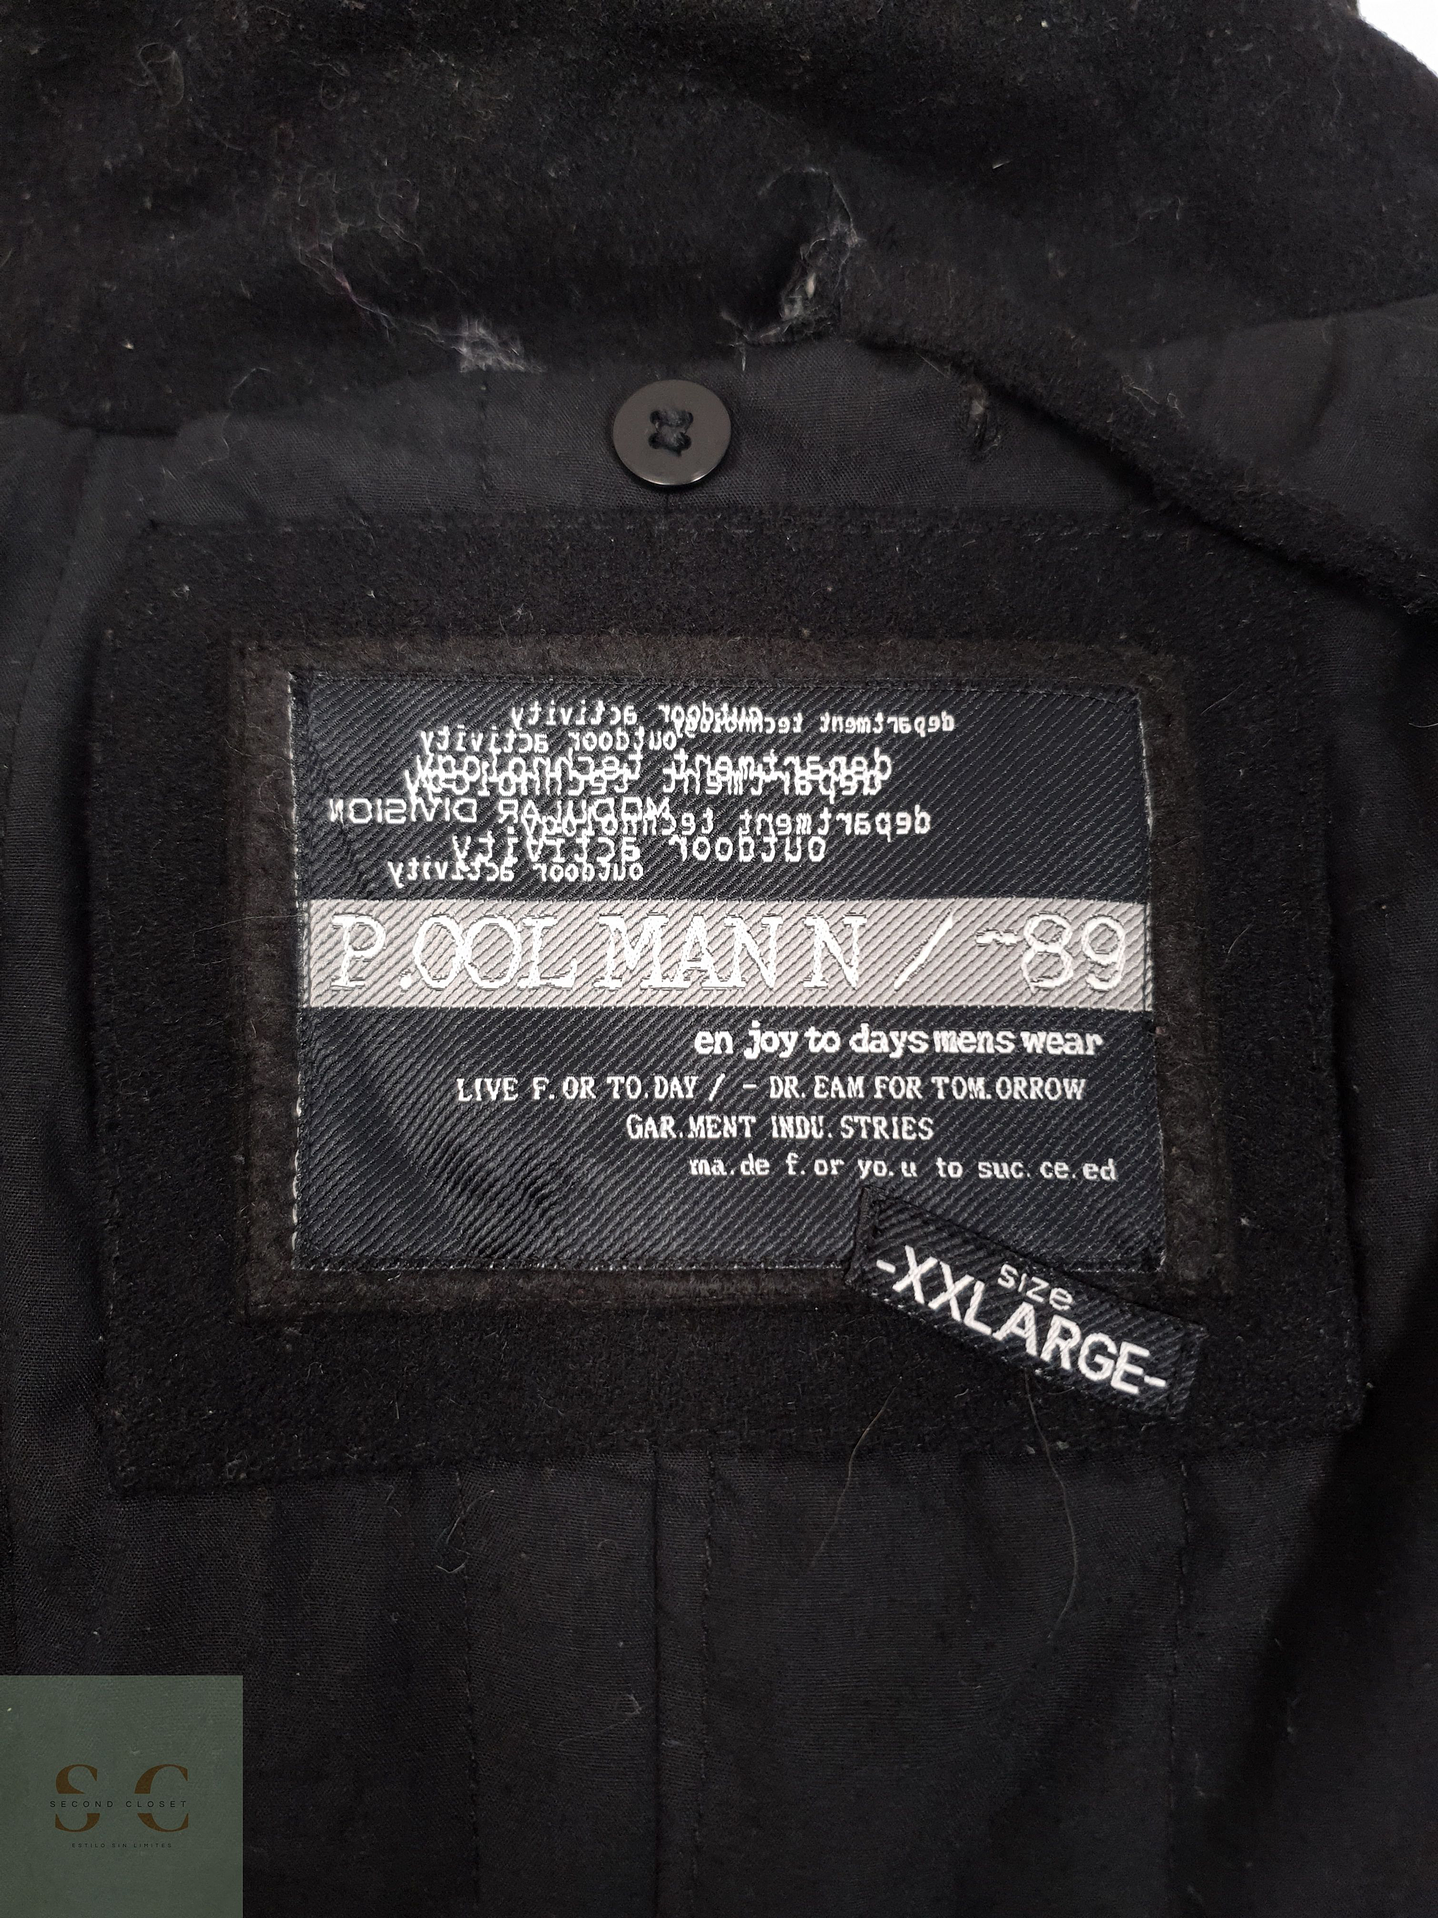 outdoor activity
department technology
outdoor activity
department technology
department technology
MODULAR DIVISION
department technology
outdoor activity
outdoor activity
P.OOLMANN / ~89
en joy to days mens wear
LIVE F.OR TO.DAY / - DR.EAM FOR TOM.ORROW
GAR.MENT INDU.STRIES
ma.de f.or yo.u to suc.ce.ed
size
-XXLARGE-
SC
SECOND CLOSET
ESTILO SIN LIMITES